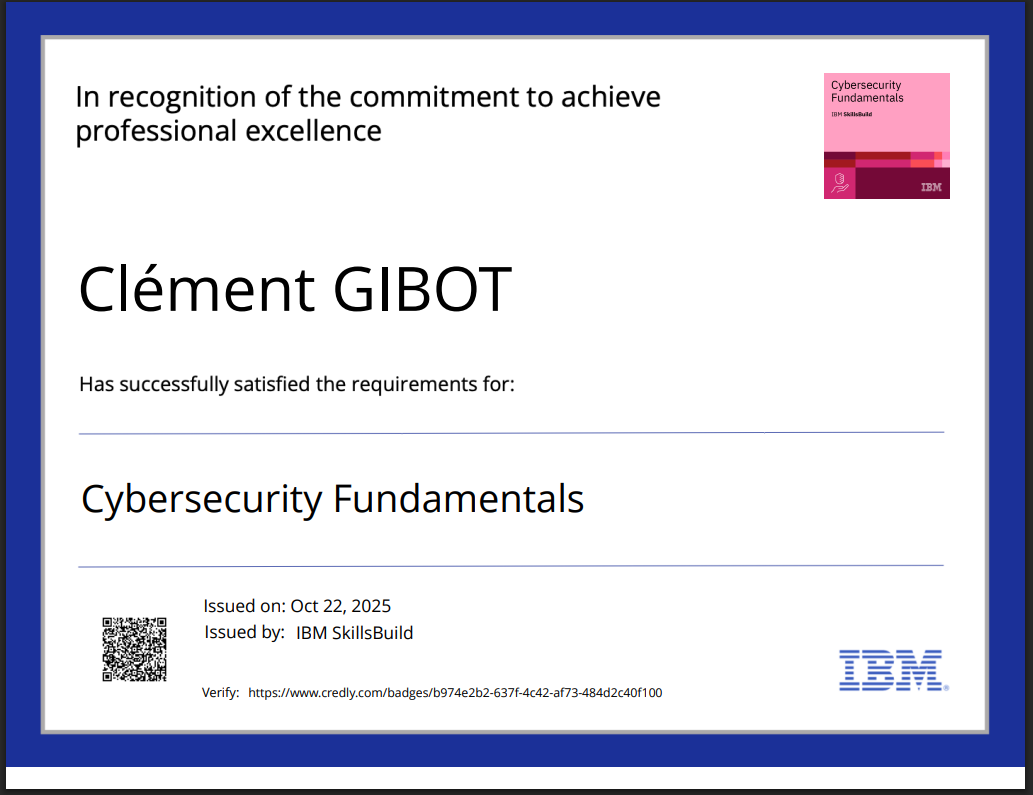 In recognition of the commitment to achieve
professional excellence
Cybersecurity
Fundamentals
IBM SkillsBuild
IBM
Clément GIBOT
Has successfully satisfied the requirements for:
Cybersecurity Fundamentals
Issued on: Oct 22, 2025
Issued by: IBM SkillsBuild
Verify: https://www.credly.com/badges/b974e2b2-637f-4c42-af73-484d2c40f100
IBM®